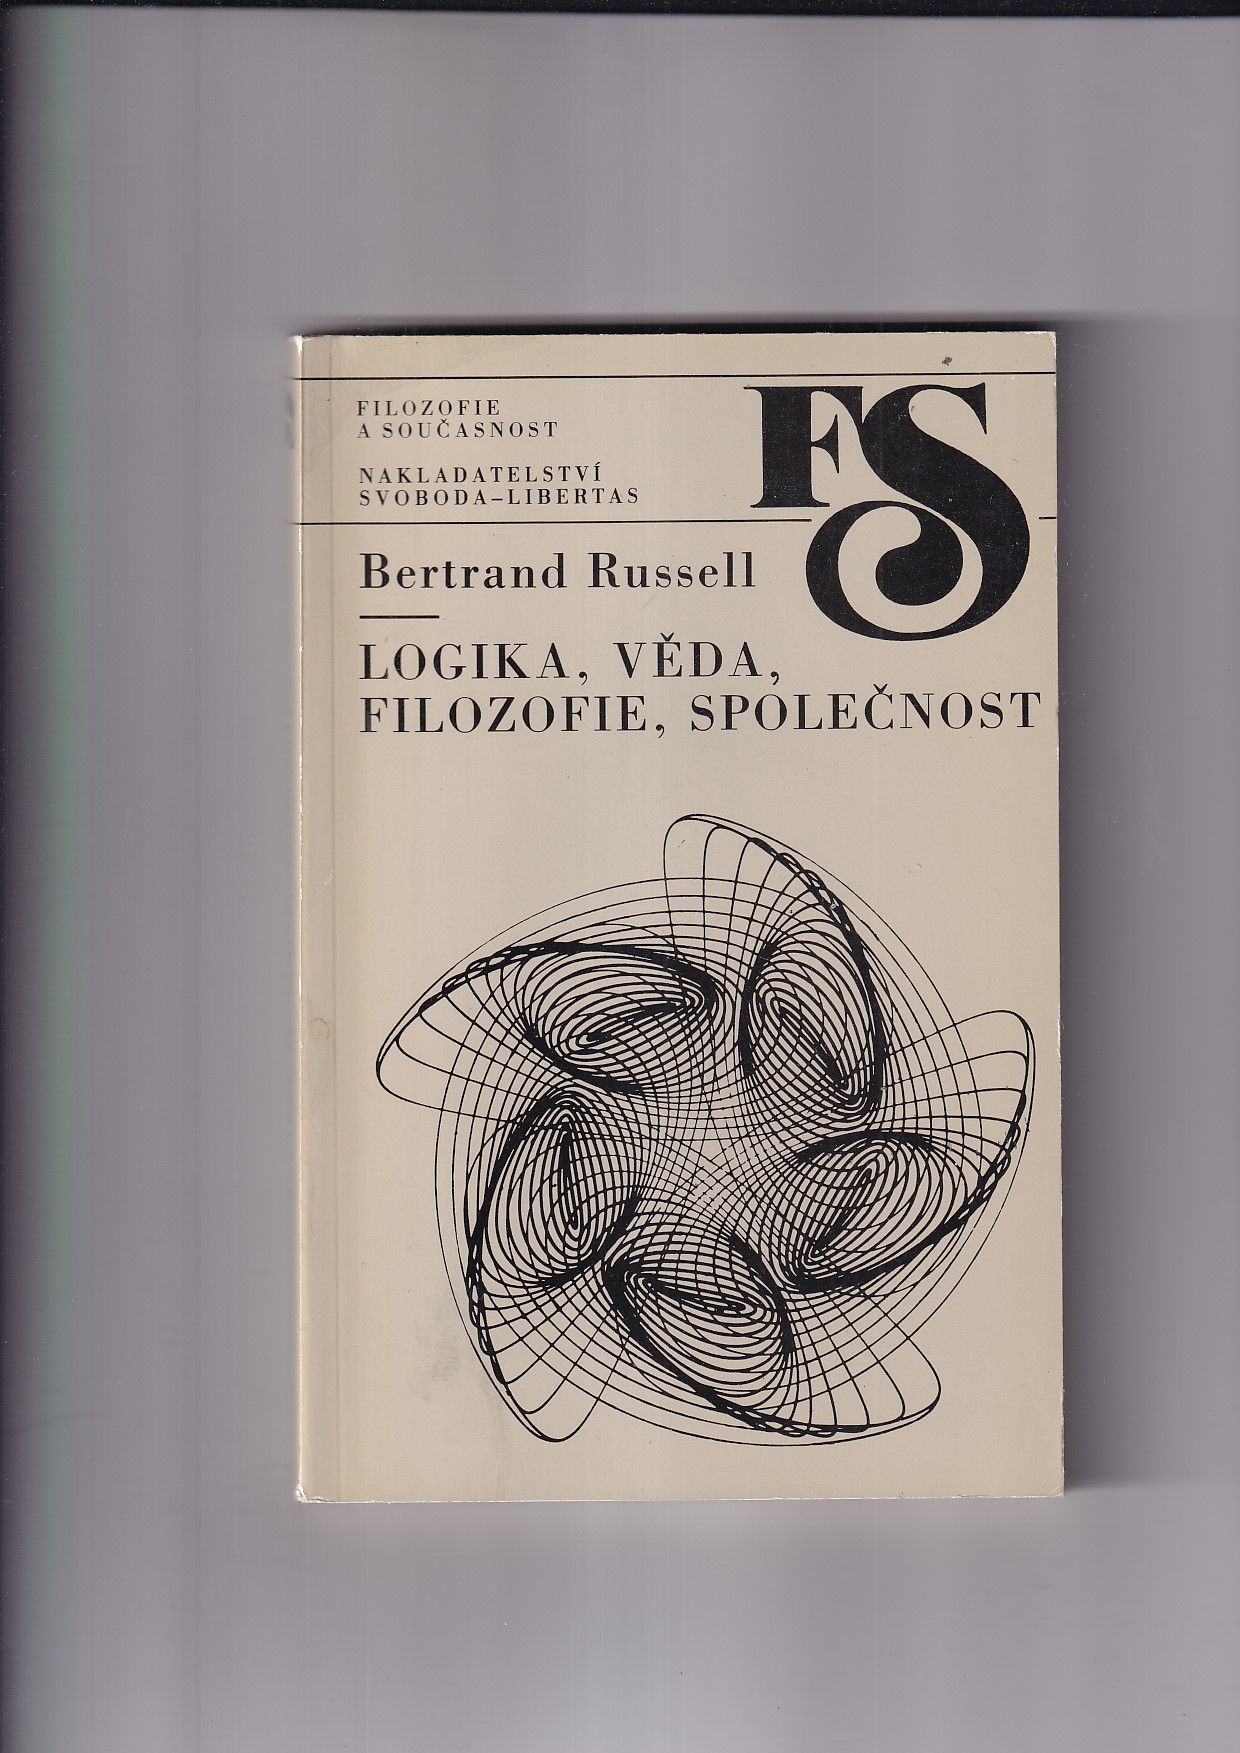 FILOZOFIE
A SOUČASNOST
NAKLADATELSTVÍ
SVOBODA–LIBERTAS
FS
Bertrand Russell
LOGIKA, VĚDA,
FILOZOFIE, SPOLEČNOST